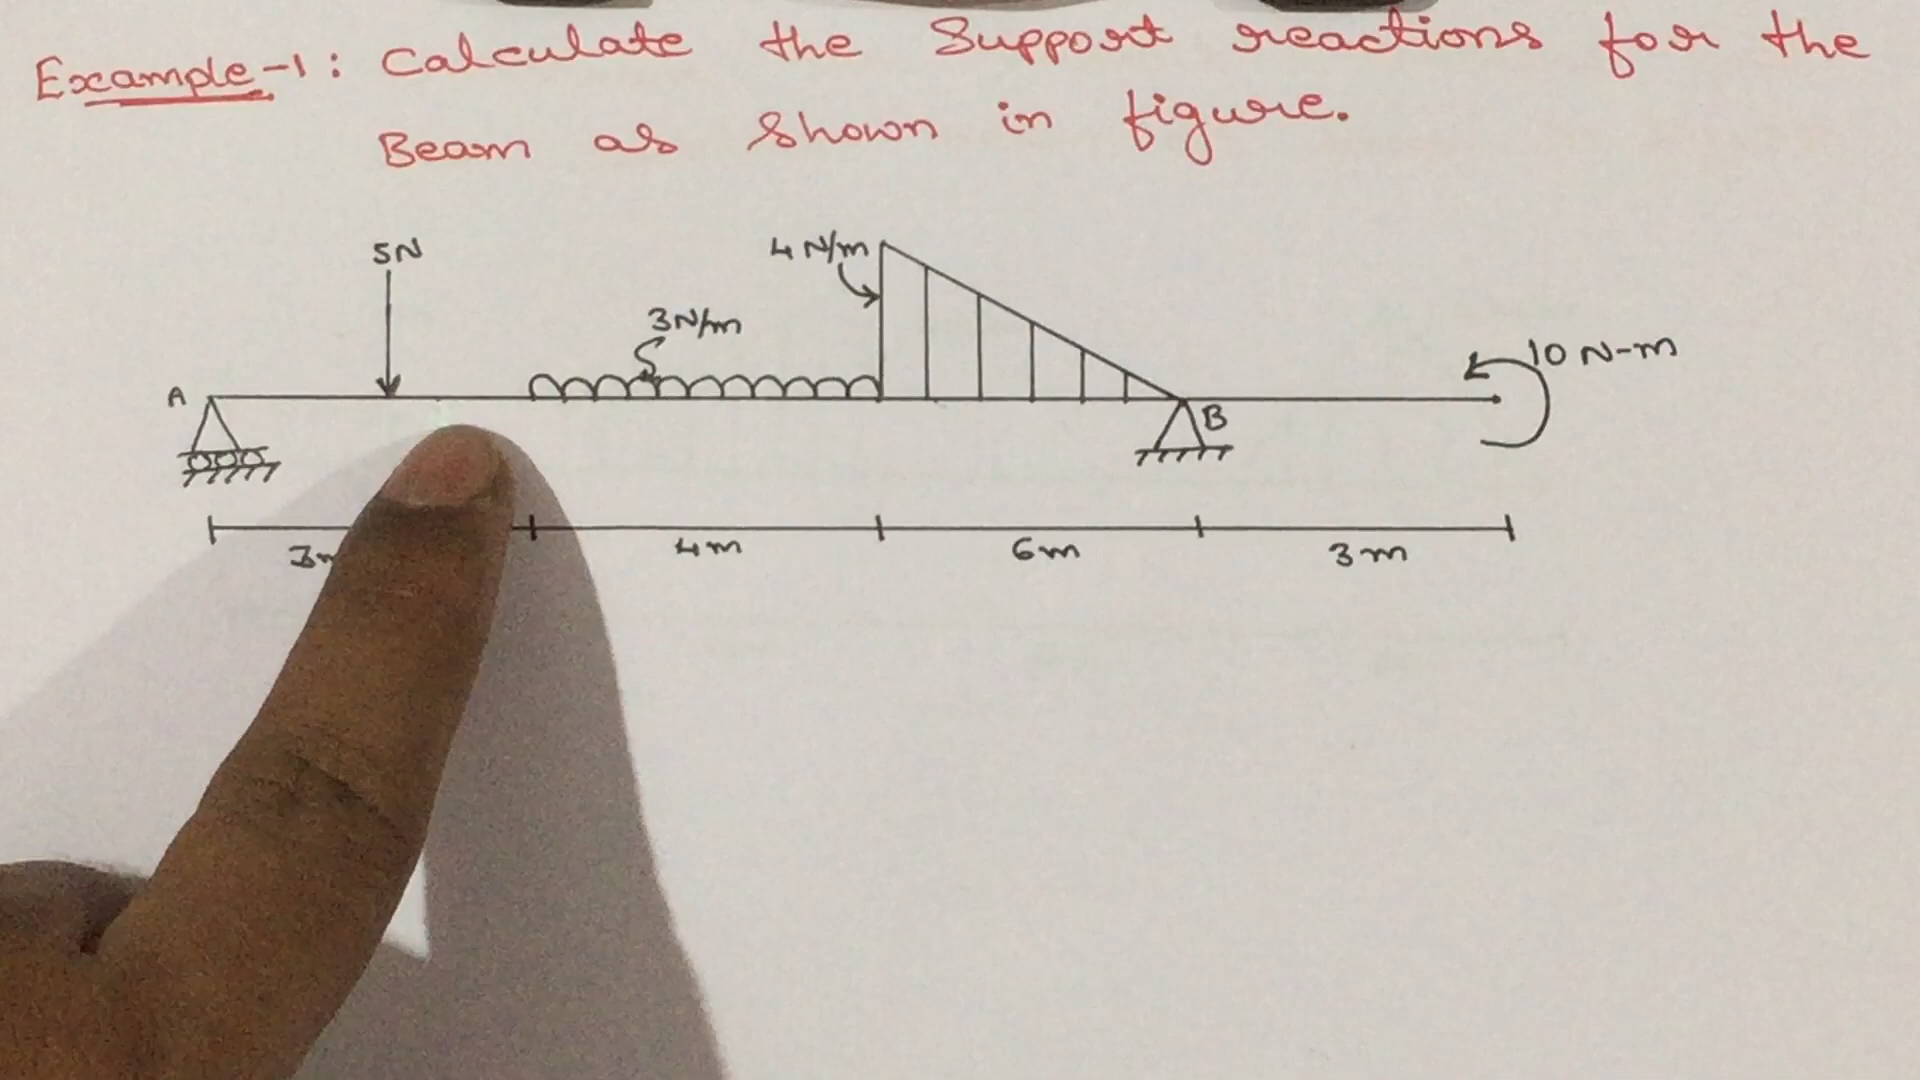 Example-1: Calculate the Support reactions for the
Beam as shown in figure.
5N
4 N/m
3N/m
10 N-m
A
B
4m
6m
3m